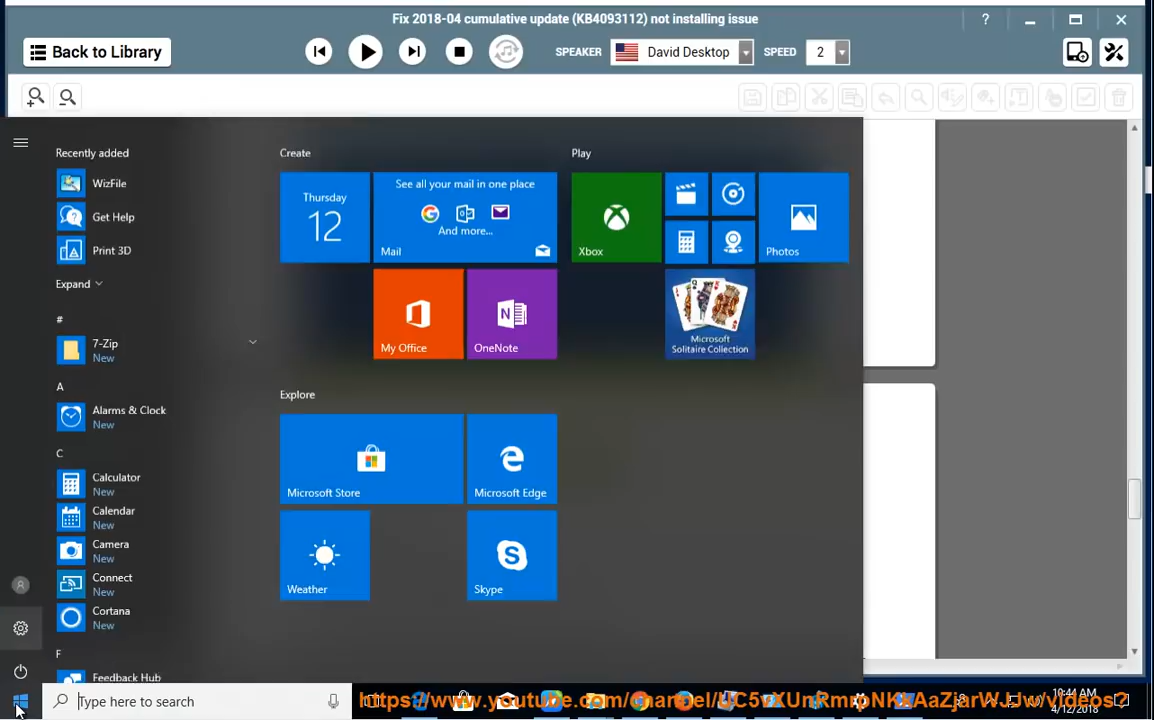 Fix 2018-04 cumulative update (KB4093112) not installing issue
?
Back to Library
SPEAKER
David Desktop
SPEED
2
Recently added
WizFile
Get Help
Print 3D
Expand
#
7-Zip
New
A
Alarms & Clock
New
C
Calculator
New
Calendar
New
Camera
New
Connect
New
Cortana
New
F
Feedback Hub
Create
Thursday
12
See all your mail in one place
And more...
Mail
My Office
OneNote
Play
Xbox
Photos
Microsoft
Solitaire Collection
Explore
Microsoft Store
Microsoft Edge
Weather
Skype
Type here to search
10:44 AM
4/12/2018